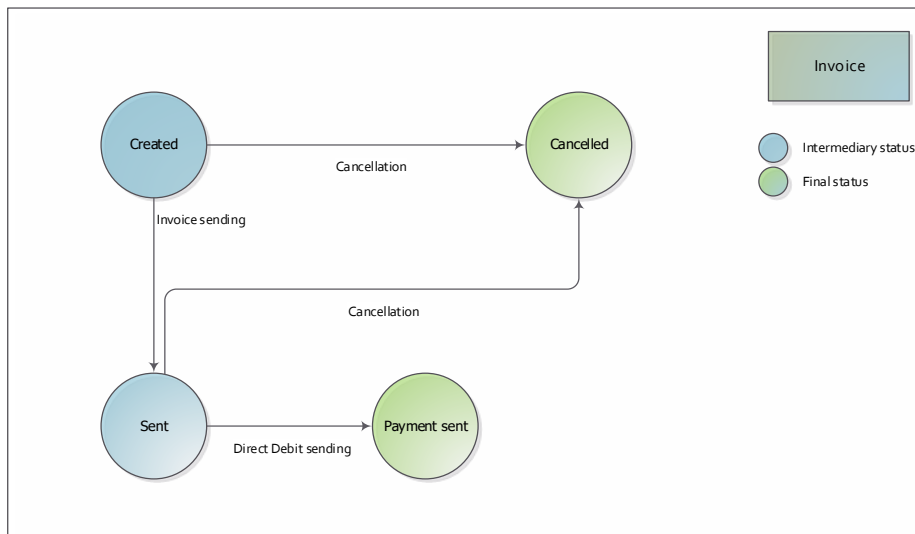 Invoice
Created
Cancelled
Intermediary status
Cancellation
Final status
Invoice sending
Cancellation
Sent
Payment sent
Direct Debit sending